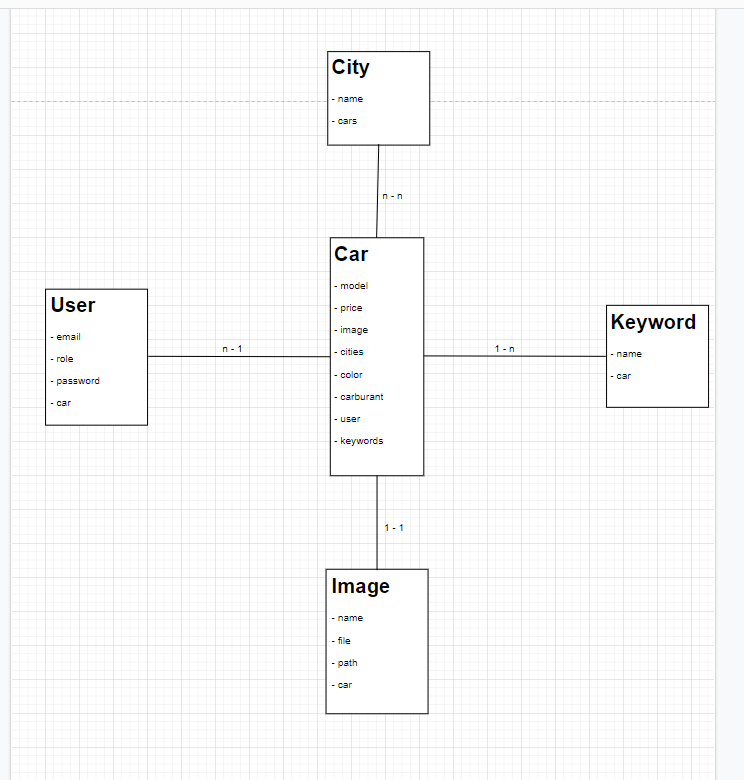 City
- name
- cars
n - n
Car
- model
- price
- image
- cities
- color
- carburant
- user
- keywords
User
- email
- role
- password
- car
n - 1
1 - n
Keyword
- name
- car
1 - 1
Image
- name
- file
- path
- car